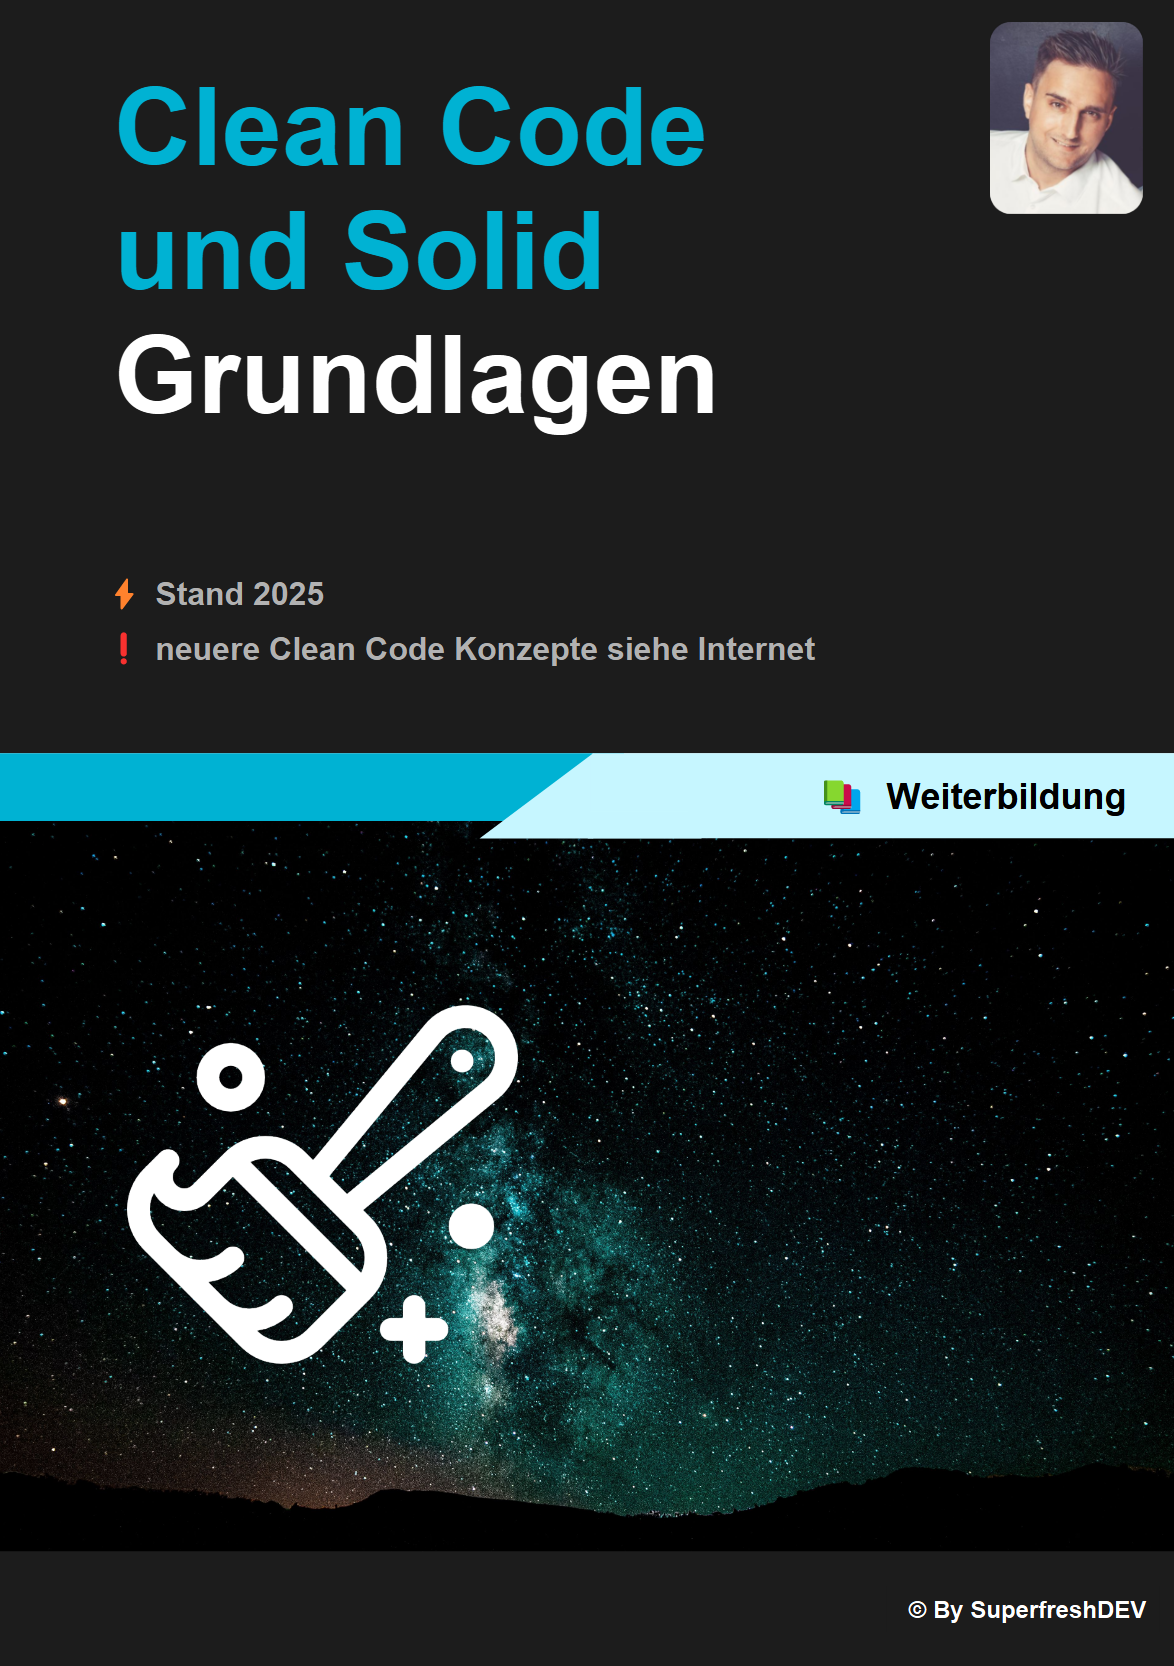 Clean Code
und Solid
Grundlagen
Stand 2025
neuere Clean Code Konzepte siehe Internet
Weiterbildung
© By SuperfreshDEV